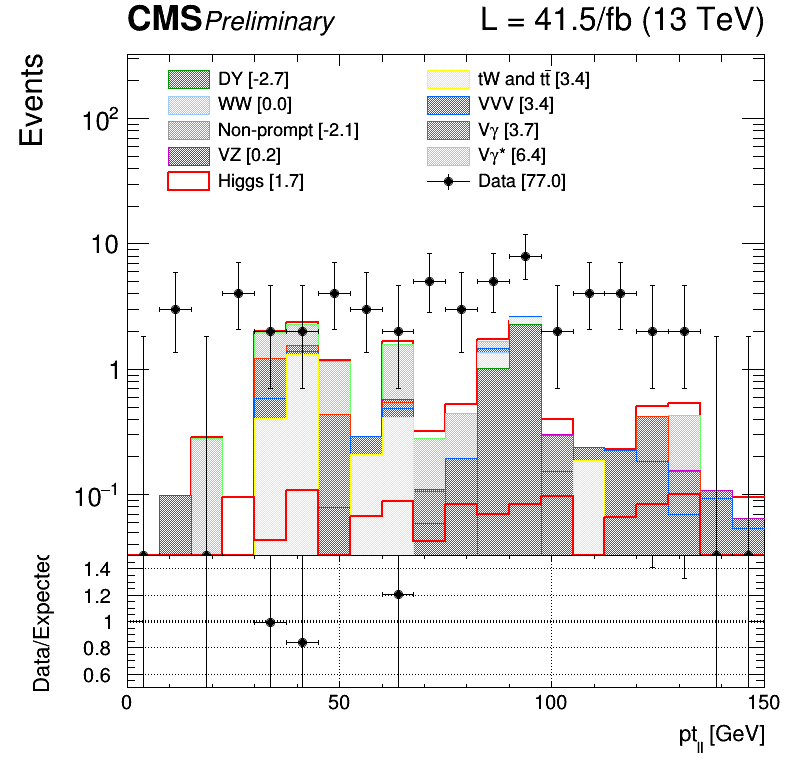 CMS Preliminary L = 41.5/fb (13 TeV)
Events
DY [-2.7]
WW [0.0]
Non-prompt [-2.1]
VZ [0.2]
Higgs [1.7]
tW and tt̄ [3.4]
VVV [3.4]
Vγ [3.7]
Vγ* [6.4]
Data [77.0]
10²
10
1
10⁻¹
Data/Expected
1.4
1.2
1
0.8
0.6
0 50 100 150
pt_ll [GeV]